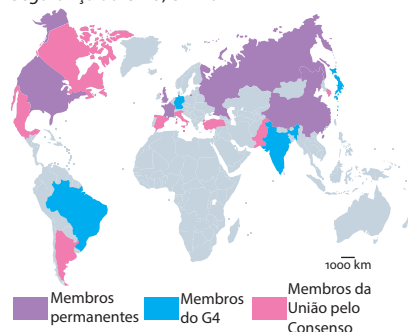 1000 km
Membros
permanentes
Membros
do G4
Membros da
União pelo
Consenso